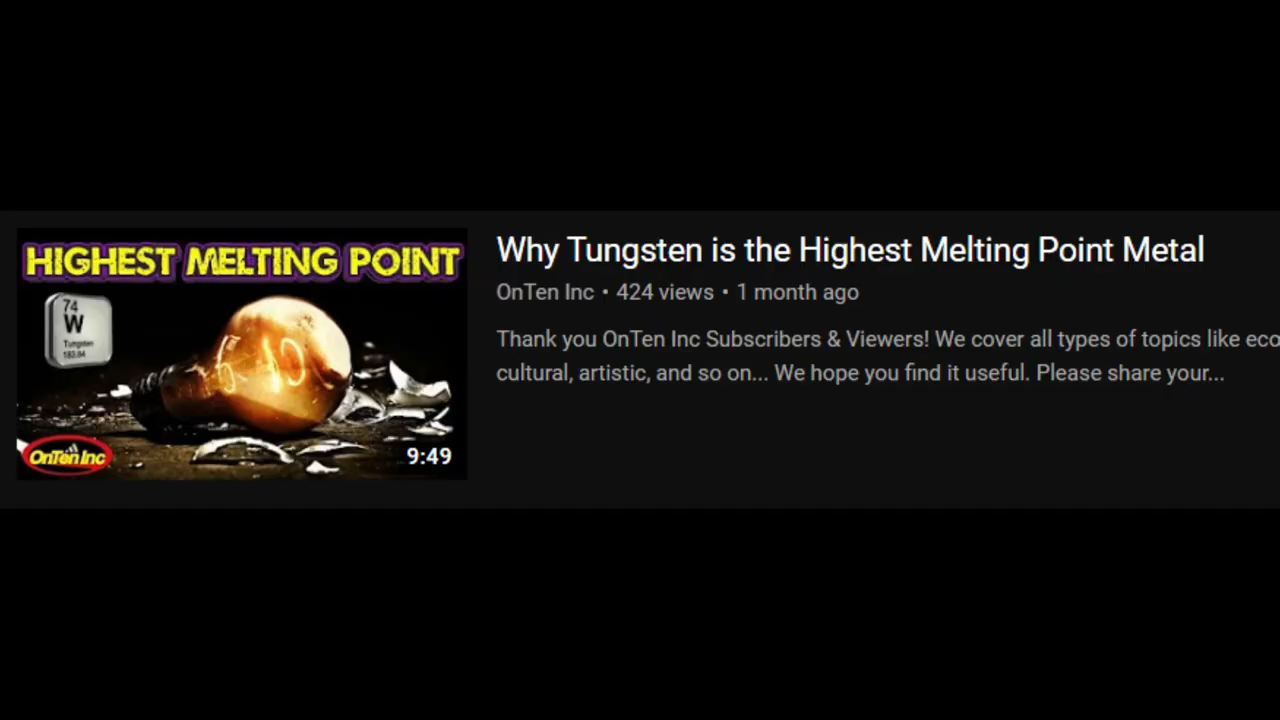 HIGHEST MELTING POINT
74
W
Tungsten
183.84
OnTen Inc
9:49
Why Tungsten is the Highest Melting Point Metal
OnTen Inc • 424 views • 1 month ago
Thank you OnTen Inc Subscribers & Viewers! We cover all types of topics like eco
cultural, artistic, and so on... We hope you find it useful. Please share your...